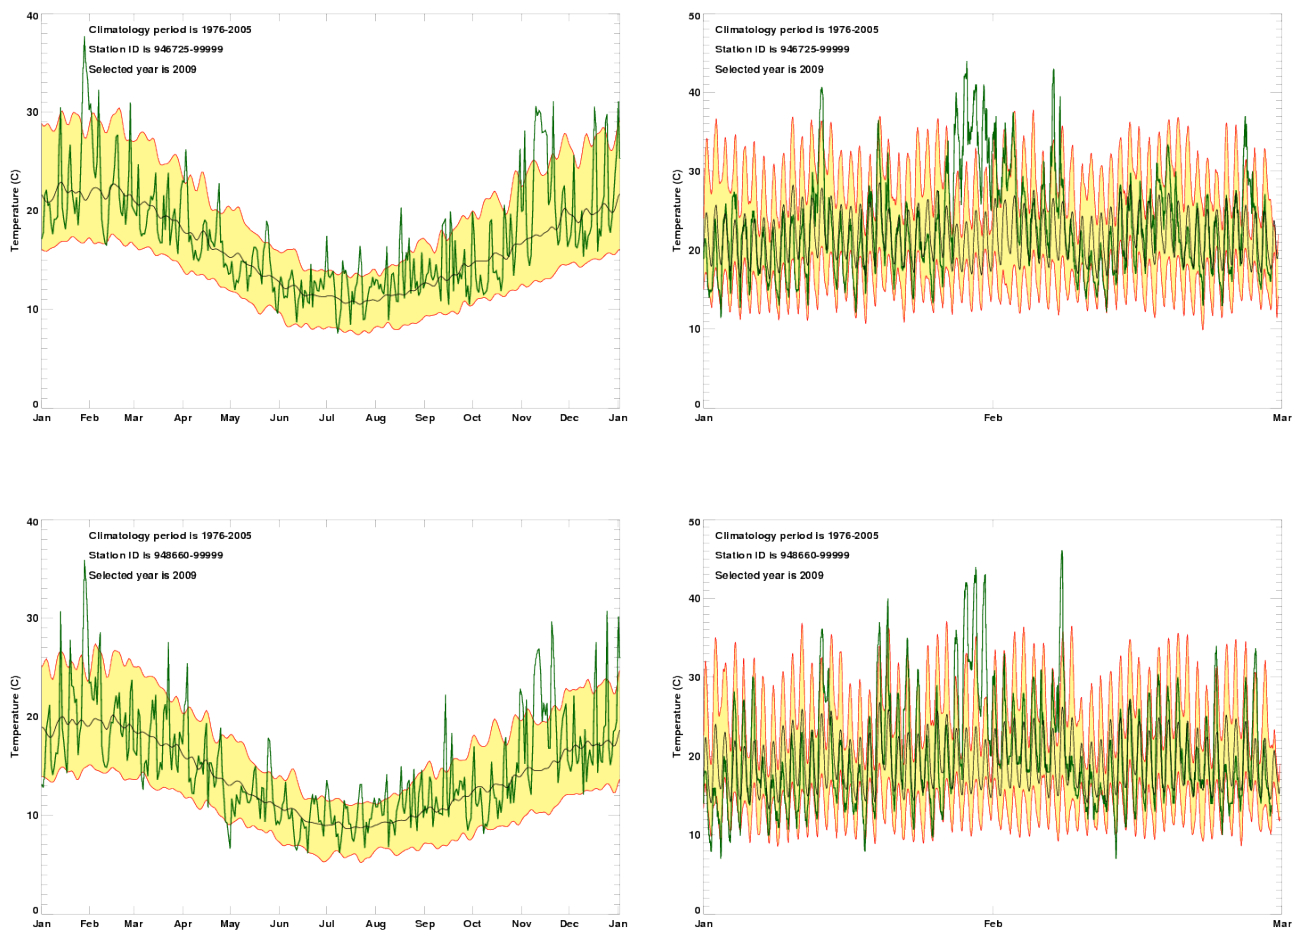 40
Climatology period is 1976-2005
Station ID is 946725-99999
Selected year is 2009
30
Temperature (C)
20
10
0
Jan Feb Mar Apr May Jun Jul Aug Sep Oct Nov Dec Jan
50
Climatology period is 1976-2005
Station ID is 946725-99999
Selected year is 2009
40
30
Temperature (C)
20
10
0
Jan Feb Mar
40
Climatology period is 1976-2005
Station ID is 948660-99999
Selected year is 2009
30
Temperature (C)
20
10
0
Jan Feb Mar Apr May Jun Jul Aug Sep Oct Nov Dec Jan
50
Climatology period is 1976-2005
Station ID is 948660-99999
Selected year is 2009
40
30
Temperature (C)
20
10
0
Jan Feb Mar